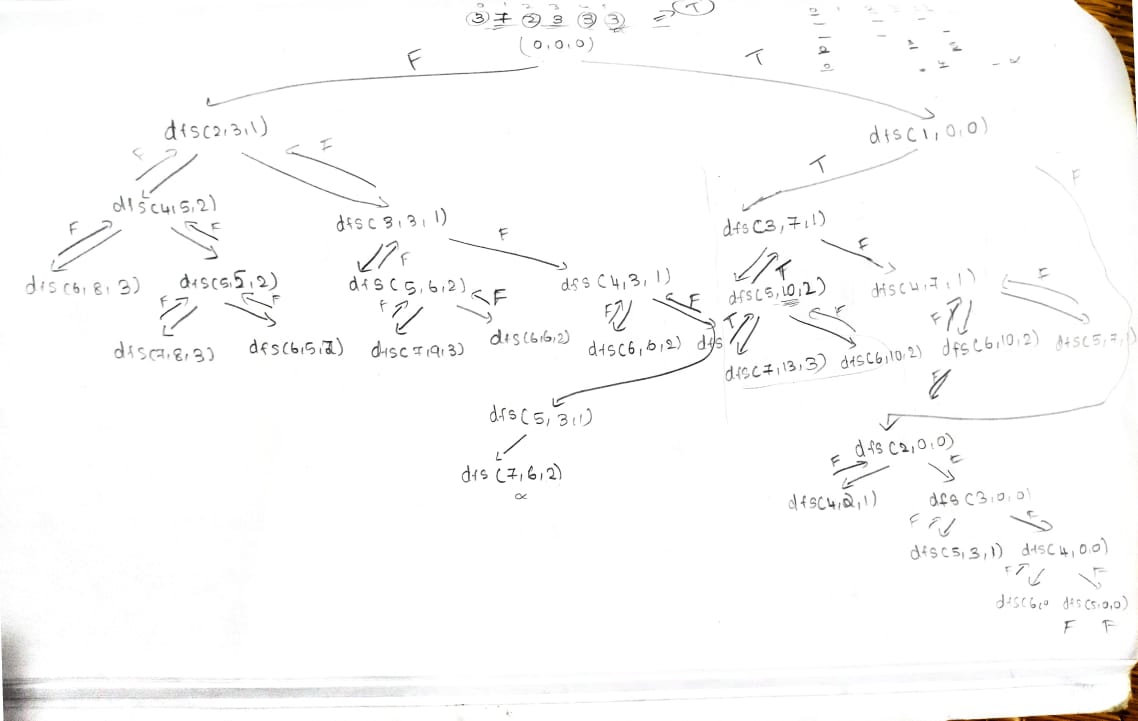 0 1 2 3 4 5
3 7 2 3 3 3 => T
(0,0,0)
F T
dfs(2,3,1) dfs(1,0,0)
F F T F
dfs(4,5,2) dfs(3,3,1) dfs(3,7,1)
F F F F T F
dfs(6,8,3) dfs(5,5,2) dfs(5,6,2) dfs(4,3,1) dfs(5,10,2) dfs(4,7,1)
F F F F F F T F F F
dfs(7,8,3) dfs(6,5,2) dfs(7,9,3) dfs(6,6,2) dfs(6,6,2) dfs dfs(7,13,3) dfs(6,10,2) dfs(6,10,2) dfs(5,7,1)
dfs(5,3,1) dfs(2,0,0)
F F
dfs(7,6,2) dfs(4,2,1) dfs(3,0,0)
F F
dfs(5,3,1) dfs(4,0,0)
F F
dfs(6,0 dfs(5,0,0)
F F